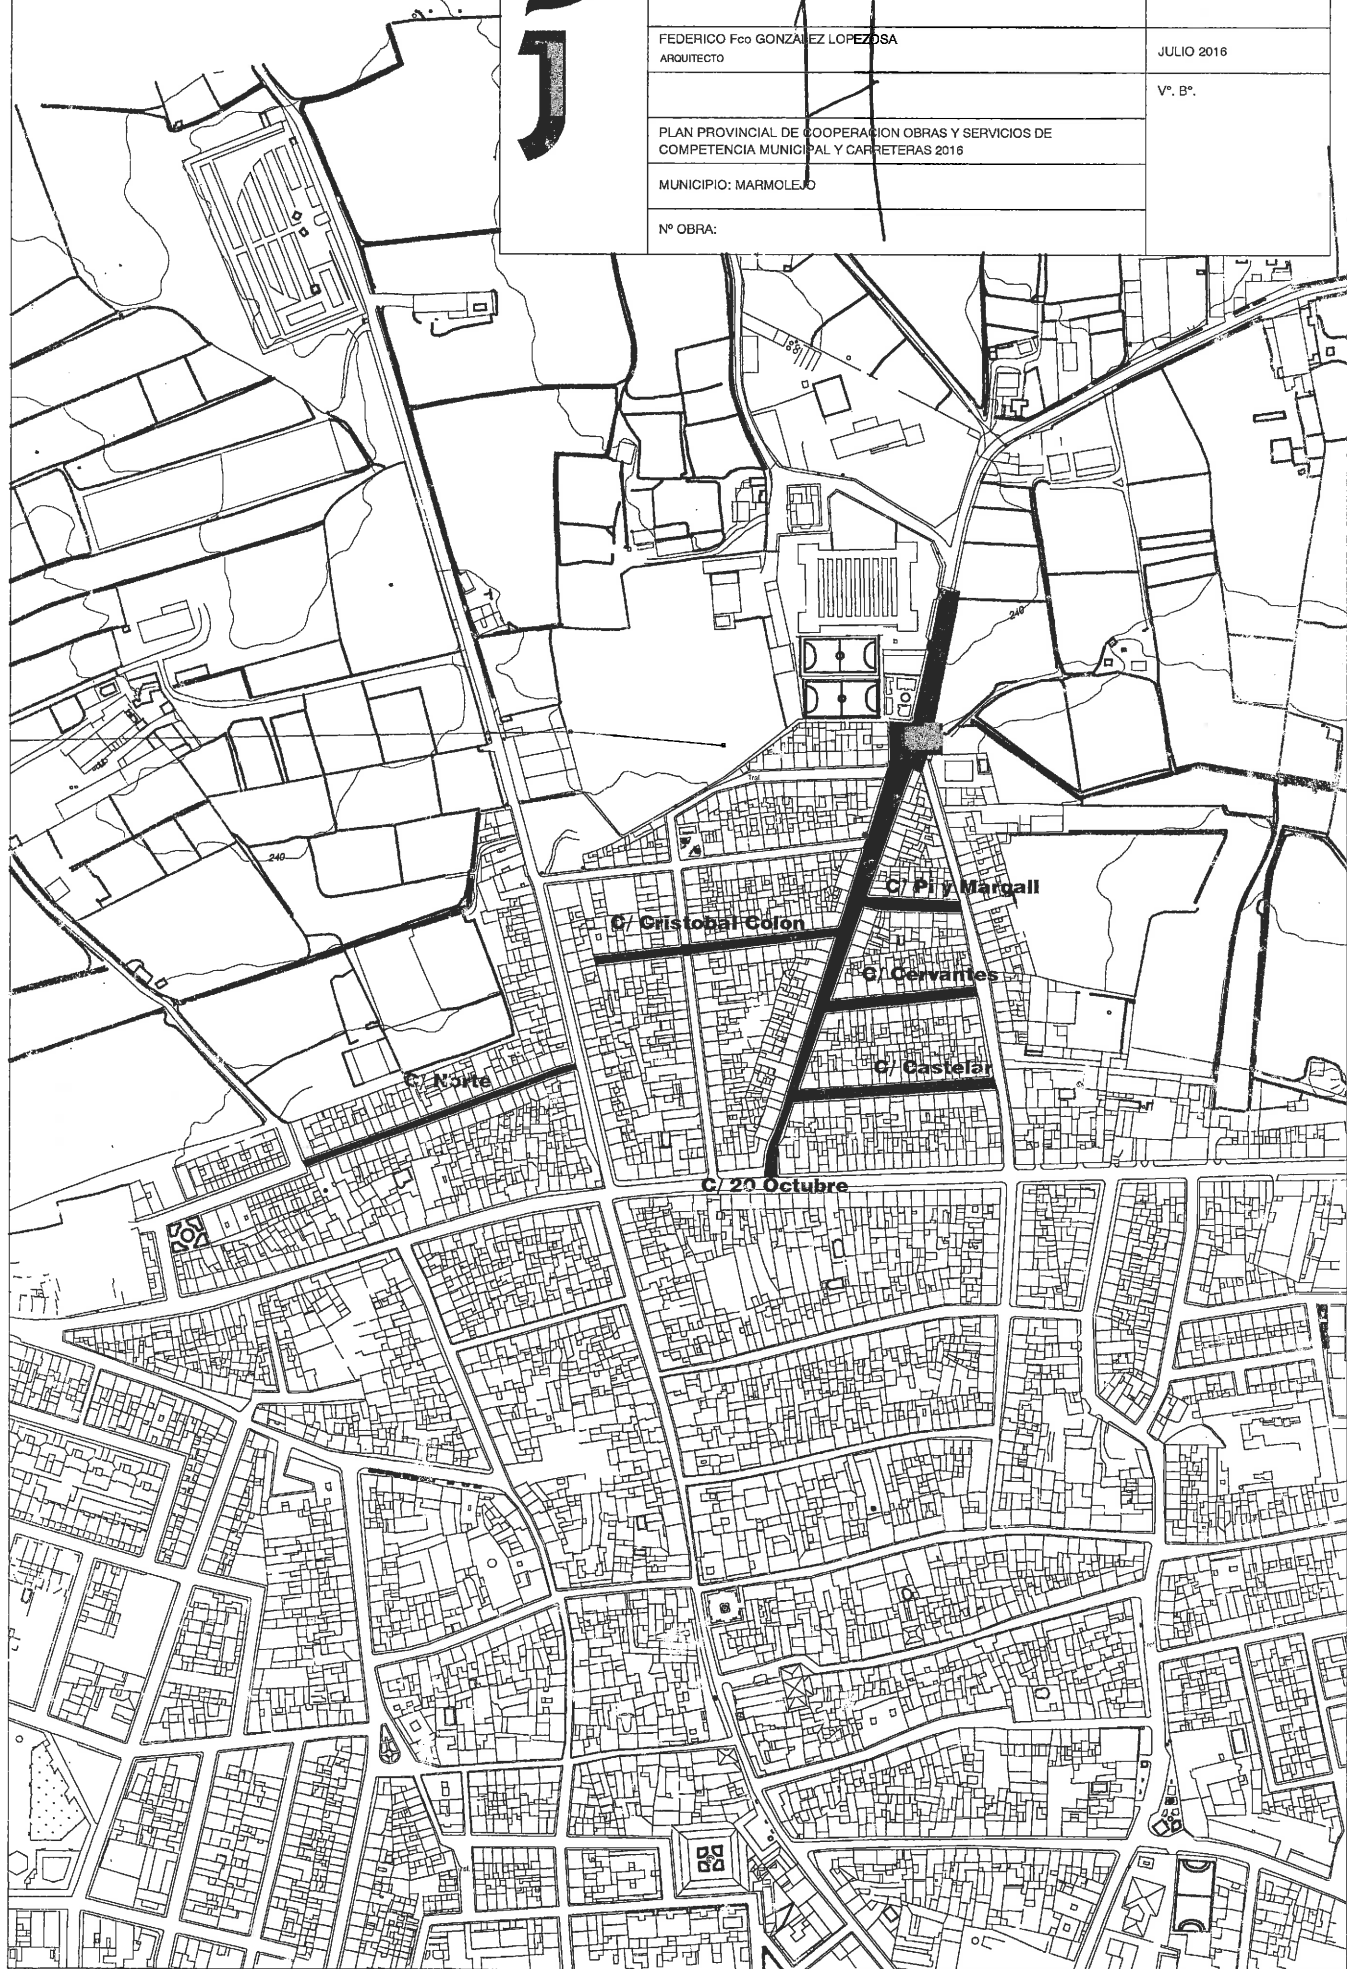 FEDERICO Fco GONZALEZ LOPEZOSA
ARQUITECTO
JULIO 2016
Vº. Bº.
PLAN PROVINCIAL DE COOPERACION OBRAS Y SERVICIOS DE
COMPETENCIA MUNICIPAL Y CARRETERAS 2016
MUNICIPIO: MARMOLEJO
Nº OBRA:
240
Trsl.
240
C/ Pi y Margall
C/ Cristobal Colon
C/ Cervantes
C/ Castelar
C/ Norte
C/ 20 Octubre